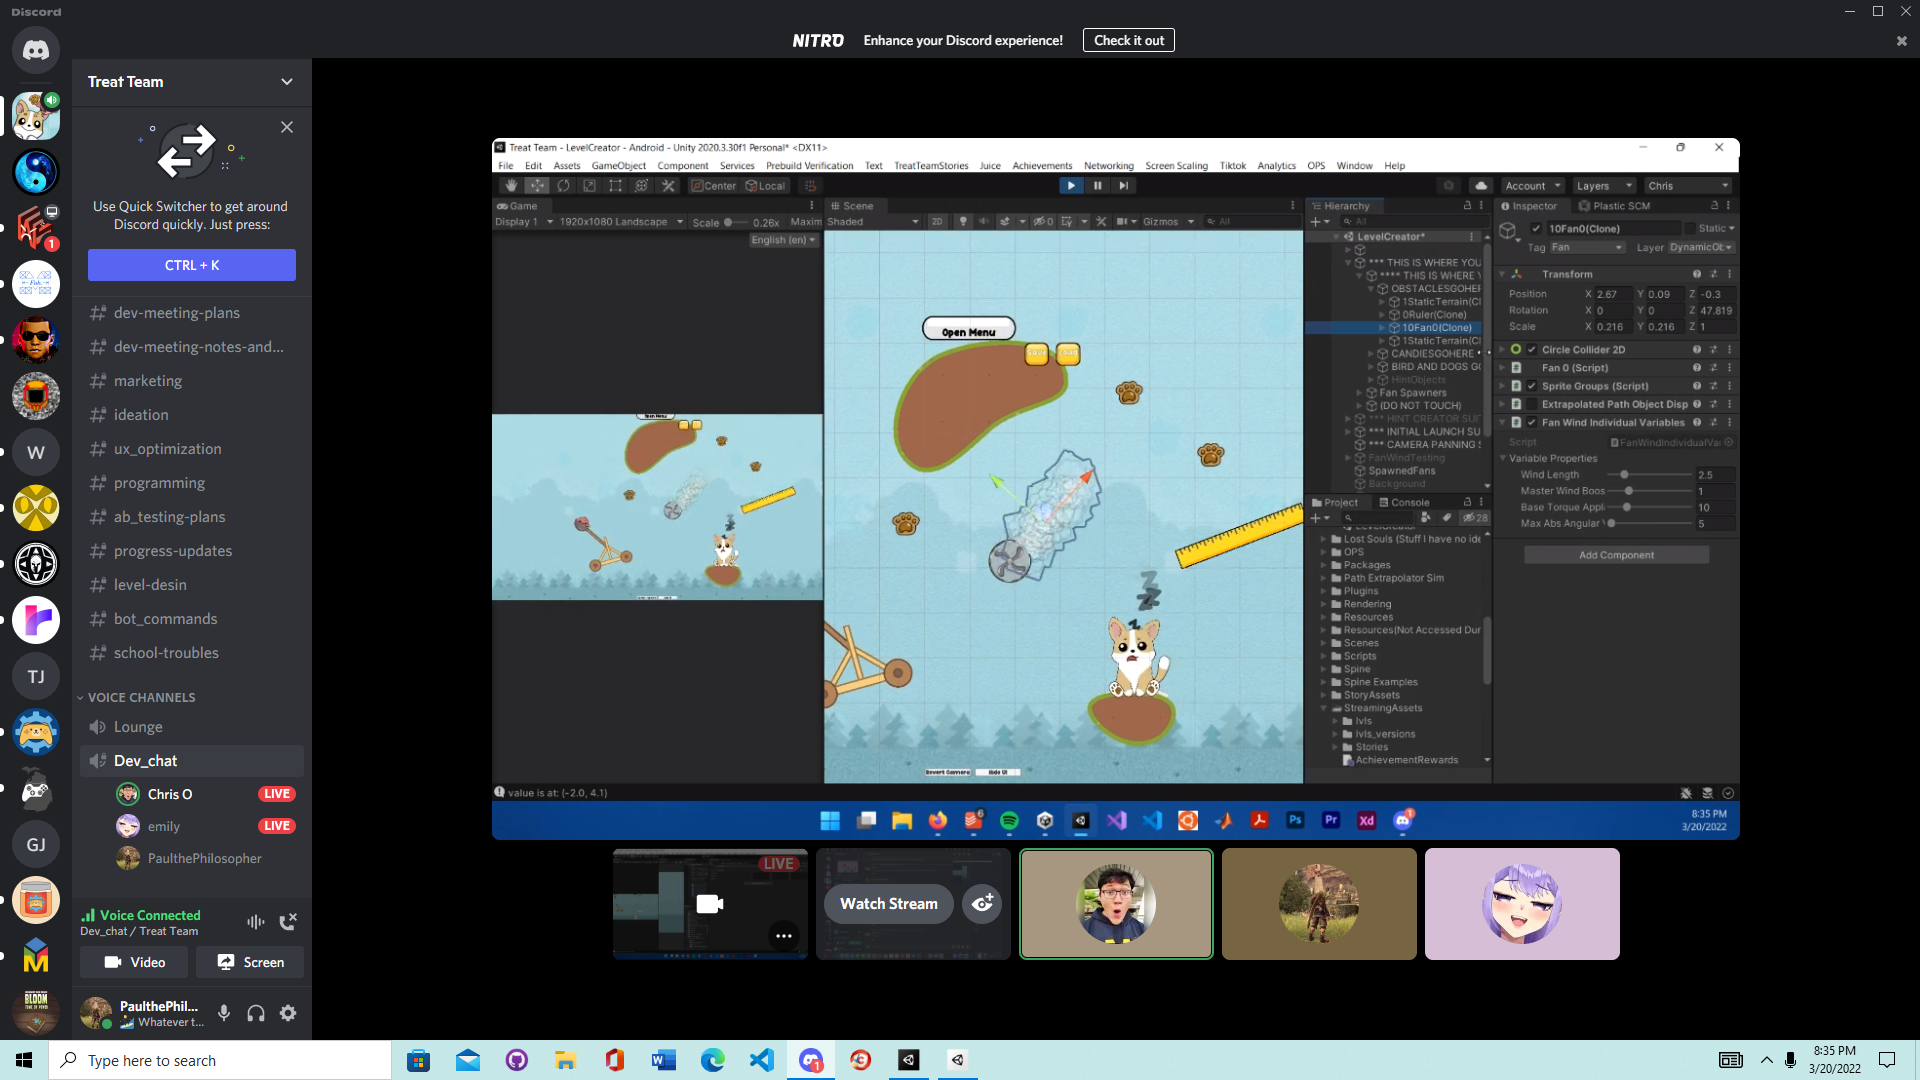 Discord
NITRO Enhance your Discord experience! Check it out
Treat Team
Use Quick Switcher to get around
Discord quickly. Just press:
CTRL + K
dev-meeting-plans
dev-meeting-notes-and...
marketing
ideation
ux_optimization
programming
ab_testing-plans
progress-updates
level-desin
bot_commands
school-troubles
VOICE CHANNELS
Lounge
Dev_chat
Chris O LIVE
emily LIVE
PaulthePhilosopher
Voice Connected
Dev_chat / Treat Team
Video Screen
PaulthePhil...
Whatever t...
1
W
TJ
GJ
BLOOM
Treat Team - LevelCreator - Android - Unity 2020.3.30f1 Personal* <DX11>
File Edit Assets GameObject Component Services Prebuild Verification Text TreatTeamStories Juice Achievements Networking Screen Scaling Tiktok Analytics OPS Window Help
Center Local Account Layers Chris
Game
Display 1 1920x1080 Landscape Scale 0.26x Maxim
English (en)
Open Menu
Scene
Shaded 2D 0 Gizmos All
Open Menu
Revert Camera Hide UI
Hierarchy
All
LevelCreator*
*** THIS IS WHERE YOU
**** THIS IS WHERE Y
OBSTACLESGOHER
1StaticTerrain(Cl
0Ruler(Clone)
10Fan0(Clone)
1StaticTerrain(Cl
CANDIESGOHERE
BIRD AND DOGS GO
HintObjects
Fan Spawners
(DO NOT TOUCH)
*** HINT CREATOR SUI
*** INITIAL LAUNCH SU
*** CAMERA PANNING S
FanWindTesting
SpawnedFans
Background
Project Console
28
Lost Souls (Stuff I have no ide
OPS
Packages
Path Extrapolator Sim
Plugins
Rendering
Resources
Resources(Not Accessed Dur
Scenes
Scripts
Spine
Spine Examples
StoryAssets
StreamingAssets
lvls
lvls_versions
Stories
AchievementRewards
Inspector Plastic SCM
10Fan0(Clone) Static
Tag Fan Layer DynamicOb
Transform
Position X 2.67 Y 0.09 Z -0.3
Rotation X 0 Y 0 Z 47.819
Scale X 0.216 Y 0.216 Z 1
Circle Collider 2D
Fan 0 (Script)
Sprite Groups (Script)
Extrapolated Path Object Disp
Fan Wind Individual Variables
Script FanWindIndividualVar
Variable Properties
Wind Length 2.5
Master Wind Boos 1
Base Torque Appli 10
Max Abs Angular V 5
Add Component
value is at: (-2.0, 4.1)
8:35 PM
3/20/2022
LIVE
Watch Stream
Type here to search
8:35 PM
3/20/2022